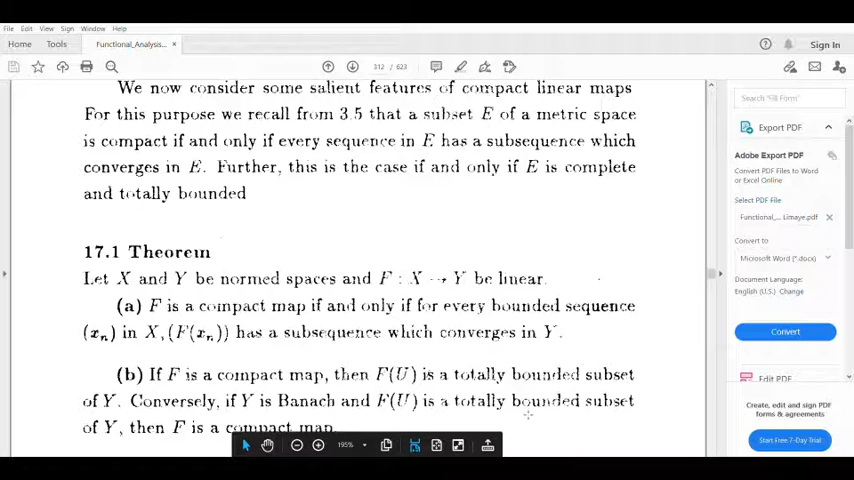 File Edit View Sign Window Help
Home Tools Functional_Analysis... × Sign In
312 / 623
We now consider some salient features of compact linear maps
For this purpose we recall from 3.5 that a subset E of a metric space
is compact if and only if every sequence in E has a subsequence which
converges in E. Further, this is the case if and only if E is complete
and totally bounded
17.1 Theorem
Let X and Y be normed spaces and F : X → Y be linear.
(a) F is a compact map if and only if for every bounded sequence
(xₙ) in X, (F(xₙ)) has a subsequence which converges in Y.
(b) If F is a compact map, then F(U) is a totally bounded subset
of Y. Conversely, if Y is Banach and F(U) is a totally bounded subset
of Y, then F is a compact map.
195%
Search "Fill Form"
Export PDF
Adobe Export PDF
Convert PDF Files to Word
or Excel Online
Select PDF File
Functional_... Limaye.pdf ×
Convert to
Microsoft Word (*.docx)
Document Language:
English (U.S.) Change
Convert
Edit PDF
Create, edit and sign PDF
forms & agreements
Start Free 7-Day Trial